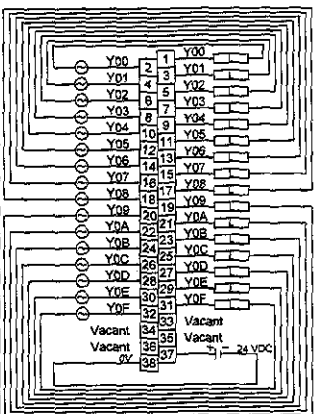 Y00 1 Y00
2
Y01 3 Y01
4
Y02 5 Y02
6
Y03 7 Y03
8
Y04 9 Y04
10
Y05 11 Y05
12
Y06 13 Y06
14
Y07 15 Y07
16
Y08 17 Y08
18
Y09 19 Y09
20
Y0A 21 Y0A
22
Y0B 23 Y0B
24
Y0C 25 Y0C
26
Y0D 27 Y0D
28
Y0E 29 Y0E
30
Y0F 31 Y0F
32
Vacant 34 33 Vacant
Vacant 36 35 Vacant
0V 38 37 + - 24 VDC